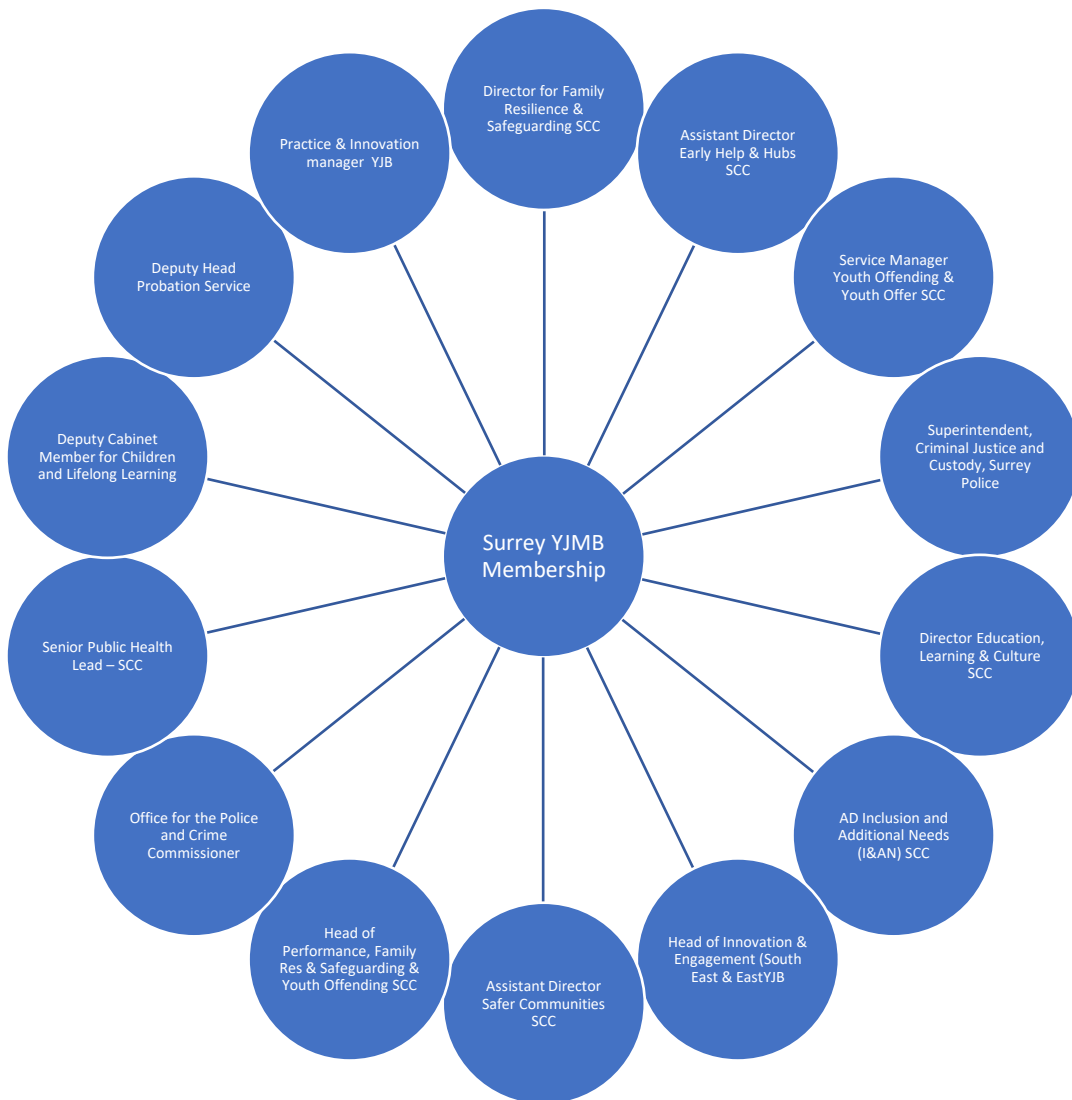 Director for Family
Resilience &
Safeguarding SCC
Assistant Director
Early Help & Hubs
SCC
Service Manager
Youth Offending &
Youth Offer SCC
Superintendent,
Criminal Justice and
Custody, Surrey
Police
Director Education,
Learning & Culture
SCC
AD Inclusion and
Additional Needs
(I&AN) SCC
Head of Innovation &
Engagement (South
East & EastYJB
Assistant Director
Safer Communities
SCC
Head of
Performance, Family
Res & Safeguarding &
Youth Offending SCC
Office for the Police
and Crime
Commissioner
Senior Public Health
Lead – SCC
Deputy Cabinet
Member for Children
and Lifelong Learning
Deputy Head
Probation Service
Practice & Innovation
manager YJB
Surrey YJMB
Membership